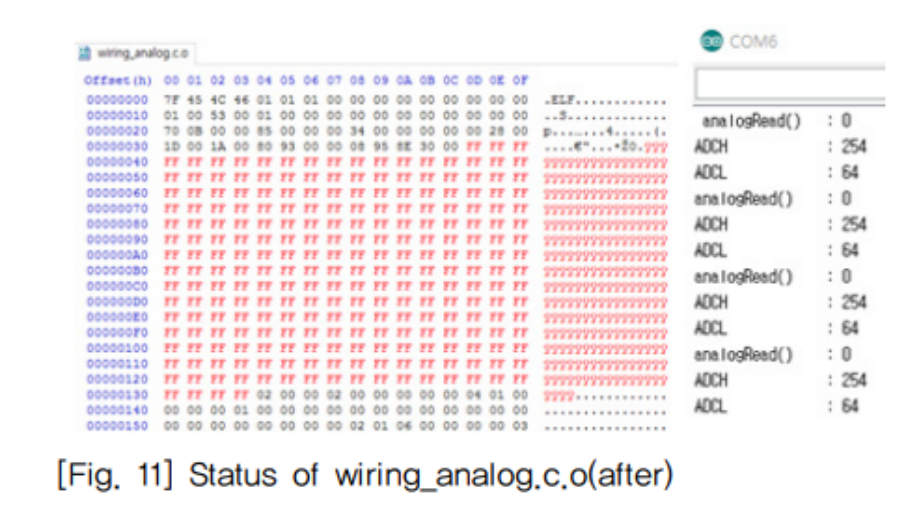 wiring_analog.c.o
Offset(h) 00 01 02 03 04 05 06 07 08 09 0A 0B 0C 0D 0E 0F
00000000 7F 45 4C 46 01 01 01 00 00 00 00 00 00 00 00 00 .ELF............
00000010 01 00 53 00 01 00 00 00 00 00 00 00 00 00 00 00 ..S.............
00000020 70 0B 00 00 85 00 00 00 34 00 00 00 00 00 28 00 p...…...4.....(.
00000030 1D 00 1A 00 80 93 00 00 08 95 8E 30 00 FF FF FF ....€“...•Ž0.ÿÿÿ
00000040 FF FF FF FF FF FF FF FF FF FF FF FF FF FF FF FF ÿÿÿÿÿÿÿÿÿÿÿÿÿÿÿÿ
00000050 FF FF FF FF FF FF FF FF FF FF FF FF FF FF FF FF ÿÿÿÿÿÿÿÿÿÿÿÿÿÿÿÿ
00000060 FF FF FF FF FF FF FF FF FF FF FF FF FF FF FF FF ÿÿÿÿÿÿÿÿÿÿÿÿÿÿÿÿ
00000070 FF FF FF FF FF FF FF FF FF FF FF FF FF FF FF FF ÿÿÿÿÿÿÿÿÿÿÿÿÿÿÿÿ
00000080 FF FF FF FF FF FF FF FF FF FF FF FF FF FF FF FF ÿÿÿÿÿÿÿÿÿÿÿÿÿÿÿÿ
00000090 FF FF FF FF FF FF FF FF FF FF FF FF FF FF FF FF ÿÿÿÿÿÿÿÿÿÿÿÿÿÿÿÿ
000000A0 FF FF FF FF FF FF FF FF FF FF FF FF FF FF FF FF ÿÿÿÿÿÿÿÿÿÿÿÿÿÿÿÿ
000000B0 FF FF FF FF FF FF FF FF FF FF FF FF FF FF FF FF ÿÿÿÿÿÿÿÿÿÿÿÿÿÿÿÿ
000000C0 FF FF FF FF FF FF FF FF FF FF FF FF FF FF FF FF ÿÿÿÿÿÿÿÿÿÿÿÿÿÿÿÿ
000000D0 FF FF FF FF FF FF FF FF FF FF FF FF FF FF FF FF ÿÿÿÿÿÿÿÿÿÿÿÿÿÿÿÿ
000000E0 FF FF FF FF FF FF FF FF FF FF FF FF FF FF FF FF ÿÿÿÿÿÿÿÿÿÿÿÿÿÿÿÿ
000000F0 FF FF FF FF FF FF FF FF FF FF FF FF FF FF FF FF ÿÿÿÿÿÿÿÿÿÿÿÿÿÿÿÿ
00000100 FF FF FF FF FF FF FF FF FF FF FF FF FF FF FF FF ÿÿÿÿÿÿÿÿÿÿÿÿÿÿÿÿ
00000110 FF FF FF FF FF FF FF FF FF FF FF FF FF FF FF FF ÿÿÿÿÿÿÿÿÿÿÿÿÿÿÿÿ
00000120 FF FF FF FF FF FF FF FF FF FF FF FF FF FF FF FF ÿÿÿÿÿÿÿÿÿÿÿÿÿÿÿÿ
00000130 FF FF FF FF 02 00 00 02 00 00 00 00 00 04 01 00 ÿÿÿÿ............
00000140 00 00 00 01 00 00 00 00 00 00 00 00 00 00 00 00 ................
00000150 00 00 00 00 00 00 00 00 02 01 06 00 00 00 00 03 ................
COM6
analogRead() : 0
ADCH : 254
ADCL : 64
analogRead() : 0
ADCH : 254
ADCL : 64
analogRead() : 0
ADCH : 254
ADCL : 64
analogRead() : 0
ADCH : 254
ADCL : 64
[Fig. 11] Status of wiring_analog.c.o(after)